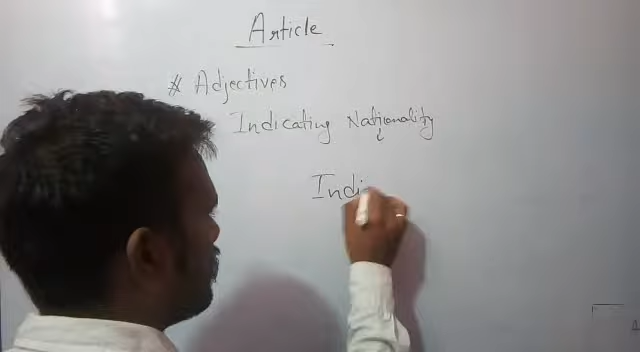 Article
# Adjectives
Indicating Nationality
Indi